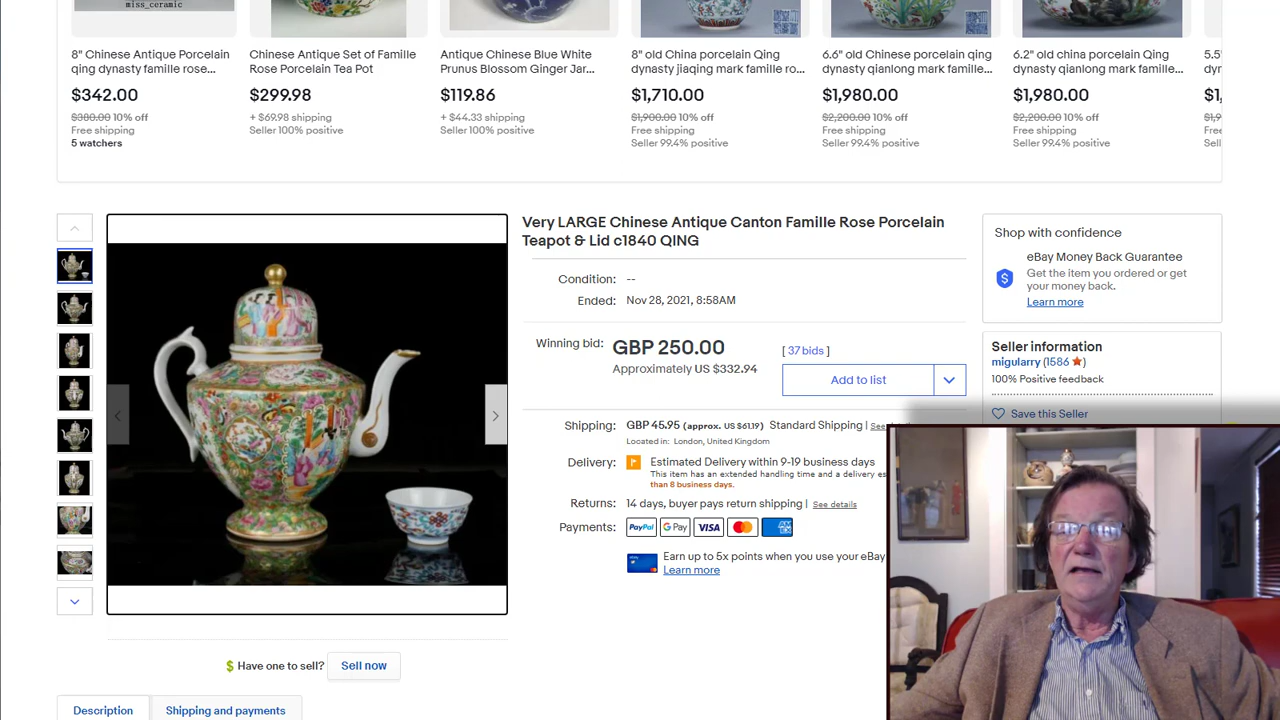 miss_ceramic
8" Chinese Antique Porcelain
qing dynasty famille rose...
$342.00
$380.00 10% off
Free shipping
5 watchers
Chinese Antique Set of Famille
Rose Porcelain Tea Pot
$299.98
+ $69.98 shipping
Seller 100% positive
Antique Chinese Blue White
Prunus Blossom Ginger Jar...
$119.86
+ $44.33 shipping
Seller 100% positive
8" old China porcelain Qing
dynasty jiaqing mark famille ro...
$1,710.00
$1,900.00 10% off
Free shipping
Seller 99.4% positive
6.6" old Chinese porcelain qing
dynasty qianlong mark famille...
$1,980.00
$2,200.00 10% off
Free shipping
Seller 99.4% positive
6.2" old china porcelain Qing
dynasty qianlong mark famille...
$1,980.00
$2,200.00 10% off
Free shipping
Seller 99.4% positive
Very LARGE Chinese Antique Canton Famille Rose Porcelain
Teapot & Lid c1840 QING
Condition: --
Ended: Nov 28, 2021, 8:58AM
Winning bid: GBP 250.00
[ 37 bids ]
Approximately US $332.94
Add to list
Shipping: GBP 45.95 (approx. US $61.19) Standard Shipping |
Located in: London, United Kingdom
Delivery: Estimated Delivery within 9-19 business days
This item has an extended handling time and a delivery es
than 8 business days.
Returns: 14 days, buyer pays return shipping | See details
Payments: PayPal G Pay VISA
Earn up to 5x points when you use your eBay
Learn more
Shop with confidence
eBay Money Back Guarantee
Get the item you ordered or get
your money back.
Learn more
Seller information
migularry (1586 ★)
100% Positive feedback
Save this Seller
$ Have one to sell? Sell now
Description
Shipping and payments